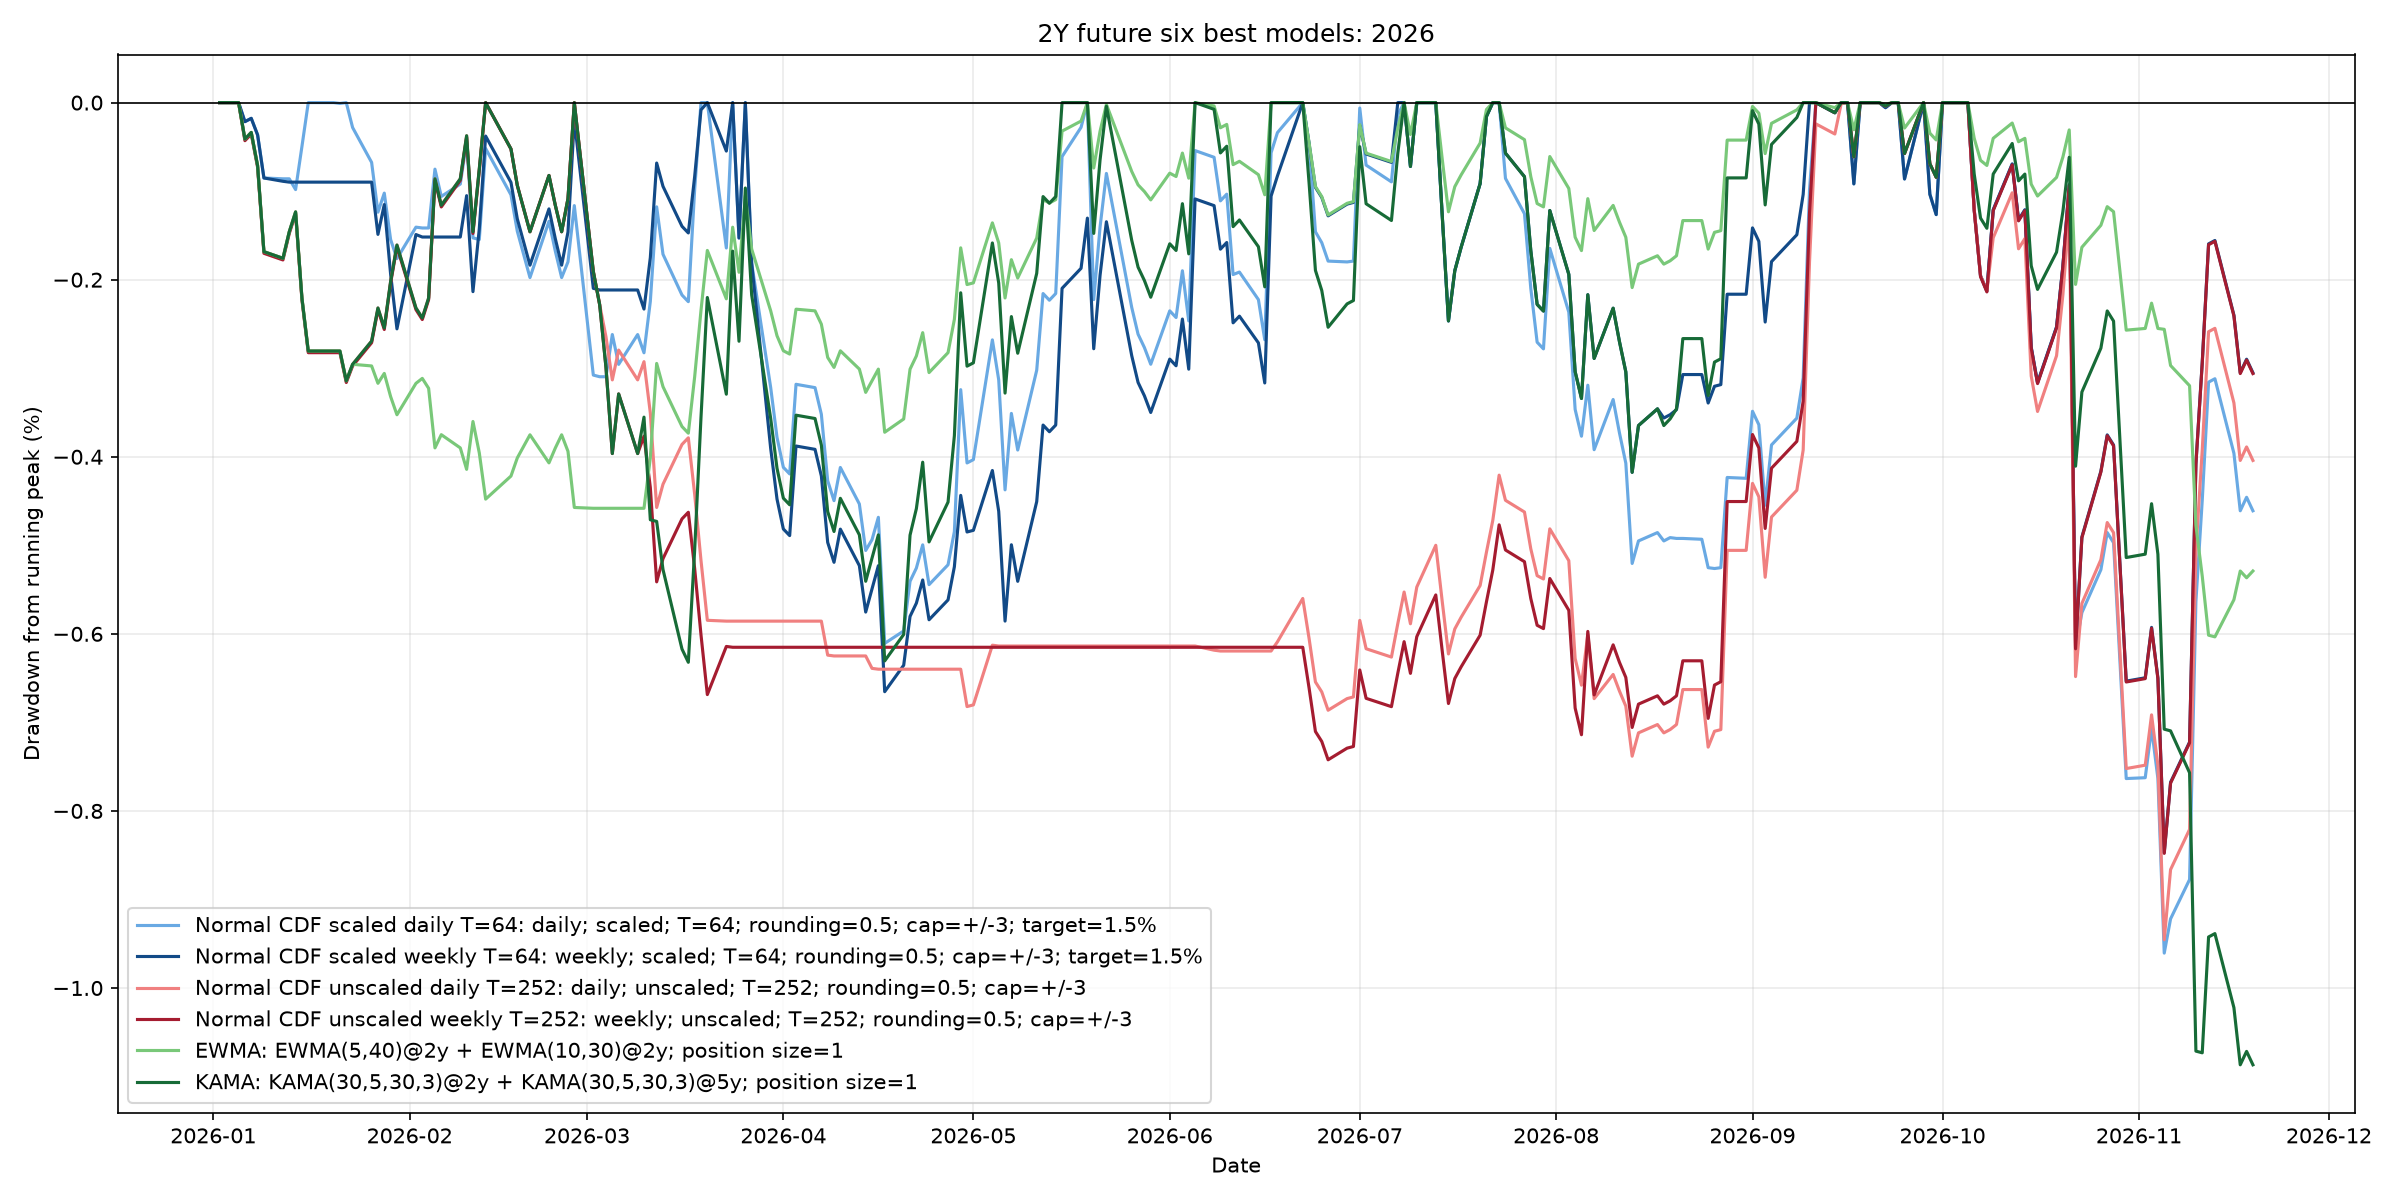 2Y future six best models: 2026
Drawdown from running peak (%)
0.0
−0.2
−0.4
−0.6
−0.8
−1.0
Normal CDF scaled daily T=64: daily; scaled; T=64; rounding=0.5; cap=+/-3; target=1.5%
Normal CDF scaled weekly T=64: weekly; scaled; T=64; rounding=0.5; cap=+/-3; target=1.5%
Normal CDF unscaled daily T=252: daily; unscaled; T=252; rounding=0.5; cap=+/-3
Normal CDF unscaled weekly T=252: weekly; unscaled; T=252; rounding=0.5; cap=+/-3
EWMA: EWMA(5,40)@2y + EWMA(10,30)@2y; position size=1
KAMA: KAMA(30,5,30,3)@2y + KAMA(30,5,30,3)@5y; position size=1
2026-01 2026-02 2026-03 2026-04 2026-05 2026-06 2026-07 2026-08 2026-09 2026-10 2026-11 2026-12
Date